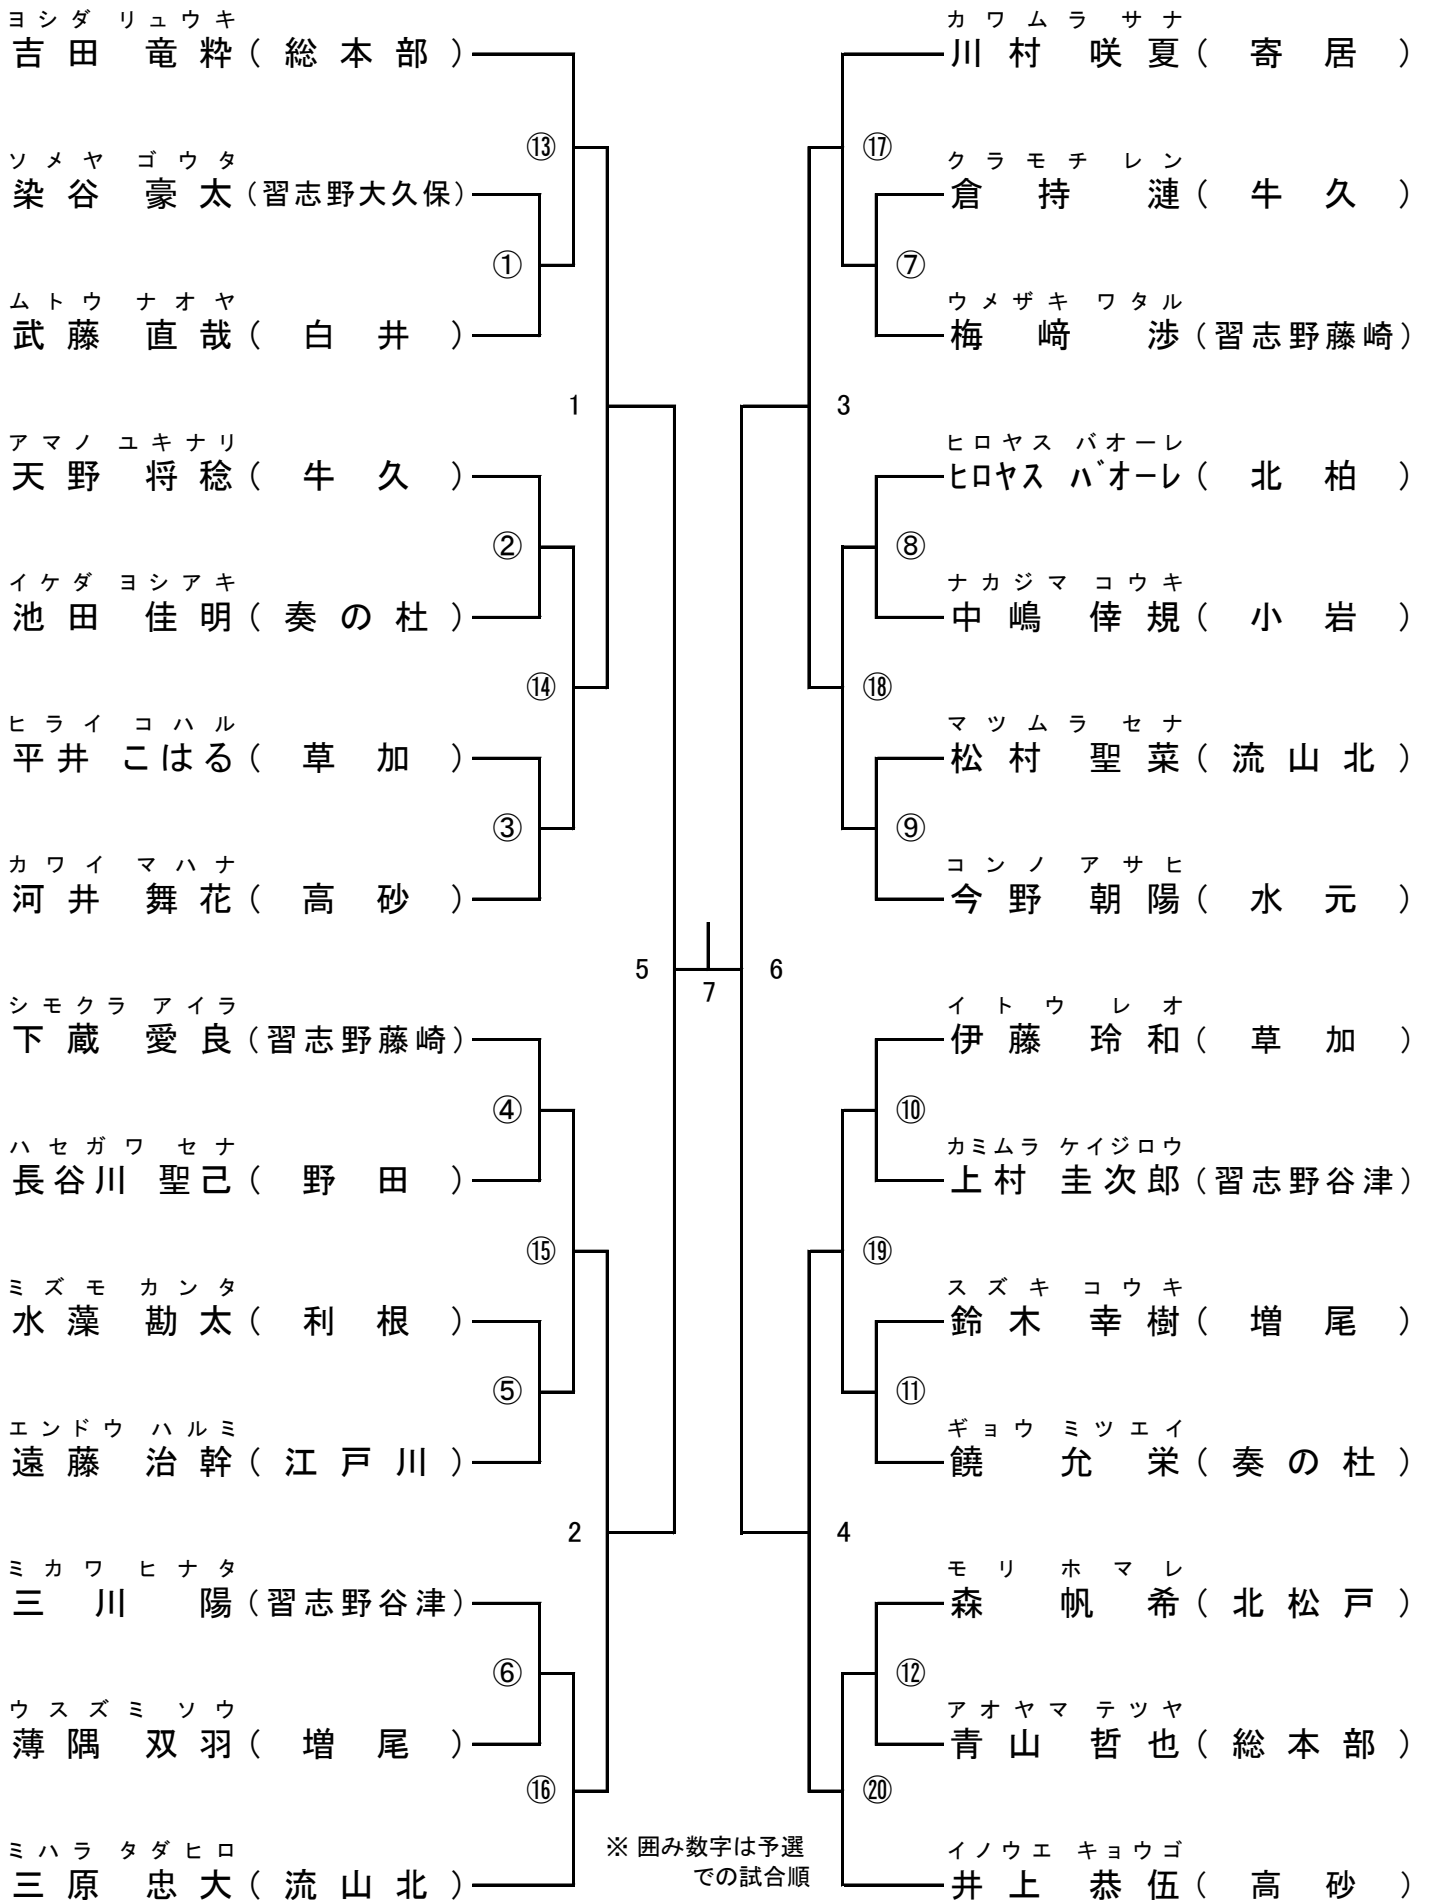 ヨシダ リュウキ
吉田 竜粋(総本部)
⑬
ソメヤ ゴウタ
染谷 豪太(習志野大久保)
①
ムトウ ナオヤ
武藤 直哉(白井)
1
アマノ ユキナリ
天野 将稔(牛久)
②
イケダ ヨシアキ
池田 佳明(奏の杜)
⑭
ヒライ コハル
平井 こはる(草加)
③
カワイ マハナ
河井 舞花(高砂)
5
7
シモクラ アイラ
下蔵 愛良(習志野藤崎)
④
ハセガワ セナ
長谷川 聖己(野田)
⑮
ミズモ カンタ
水藻 勘太(利根)
⑤
エンドウ ハルミ
遠藤 治幹(江戸川)
2
ミカワ ヒナタ
三川 陽(習志野谷津)
⑥
ウスズミ ソウ
薄隅 双羽(増尾)
⑯
ミハラ タダヒロ
三原 忠大(流山北)
※ 囲み数字は予選
での試合順
カワムラ サナ
川村 咲夏(寄居)
⑰
クラモチ レン
倉持 漣(牛久)
⑦
ウメザキ ワタル
梅﨑 渉(習志野藤崎)
3
ヒロヤス バオーレ
ヒロヤス バオーレ(北柏)
⑧
ナカジマ コウキ
中嶋 倖規(小岩)
⑱
マツムラ セナ
松村 聖菜(流山北)
⑨
コンノ アサヒ
今野 朝陽(水元)
6
イトウ レオ
伊藤 玲和(草加)
⑩
カミムラ ケイジロウ
上村 圭次郎(習志野谷津)
⑲
スズキ コウキ
鈴木 幸樹(増尾)
⑪
ギョウ ミツエイ
饒 允栄(奏の杜)
4
モリ ホマレ
森 帆希(北松戸)
⑫
アオヤマ テツヤ
青山 哲也(総本部)
⑳
イノウエ キョウゴ
井上 恭伍(高砂)